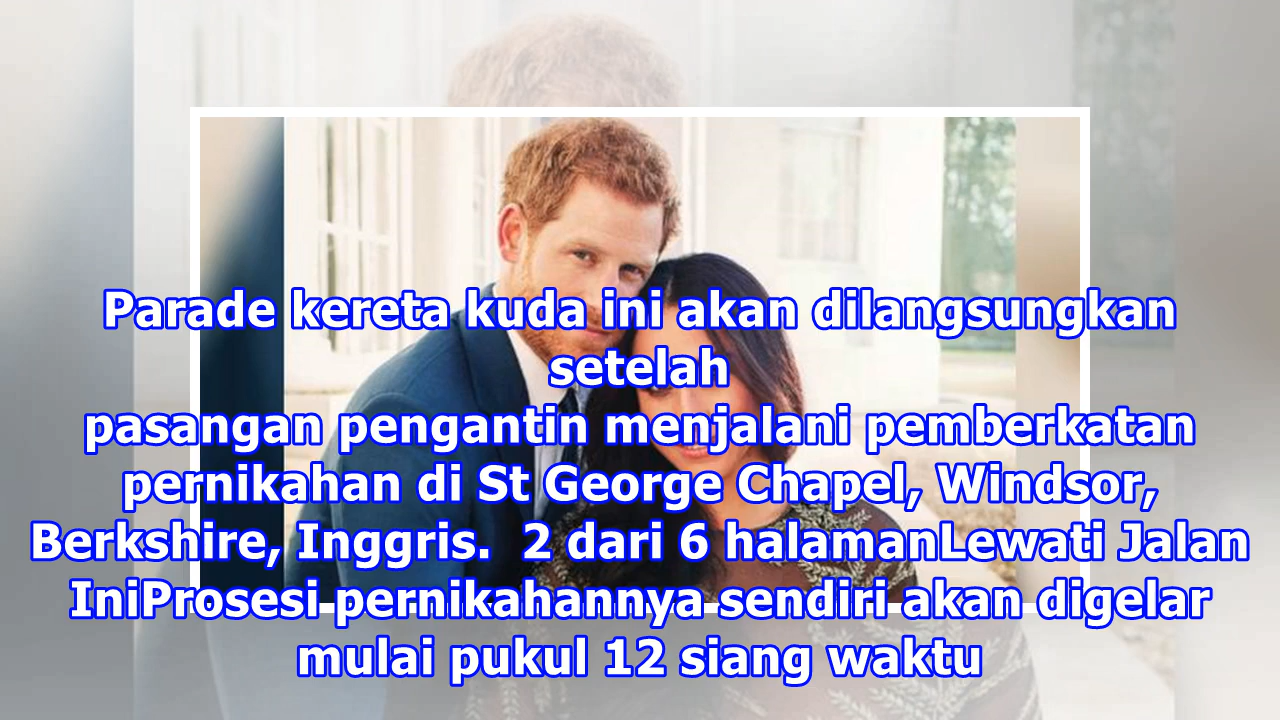 Parade kereta kuda ini akan dilangsungkan
setelah
pasangan pengantin menjalani pemberkatan
pernikahan di St George Chapel, Windsor,
Berkshire, Inggris.  2 dari 6 halamanLewati Jalan
IniProsesi pernikahannya sendiri akan digelar
mulai pukul 12 siang waktu